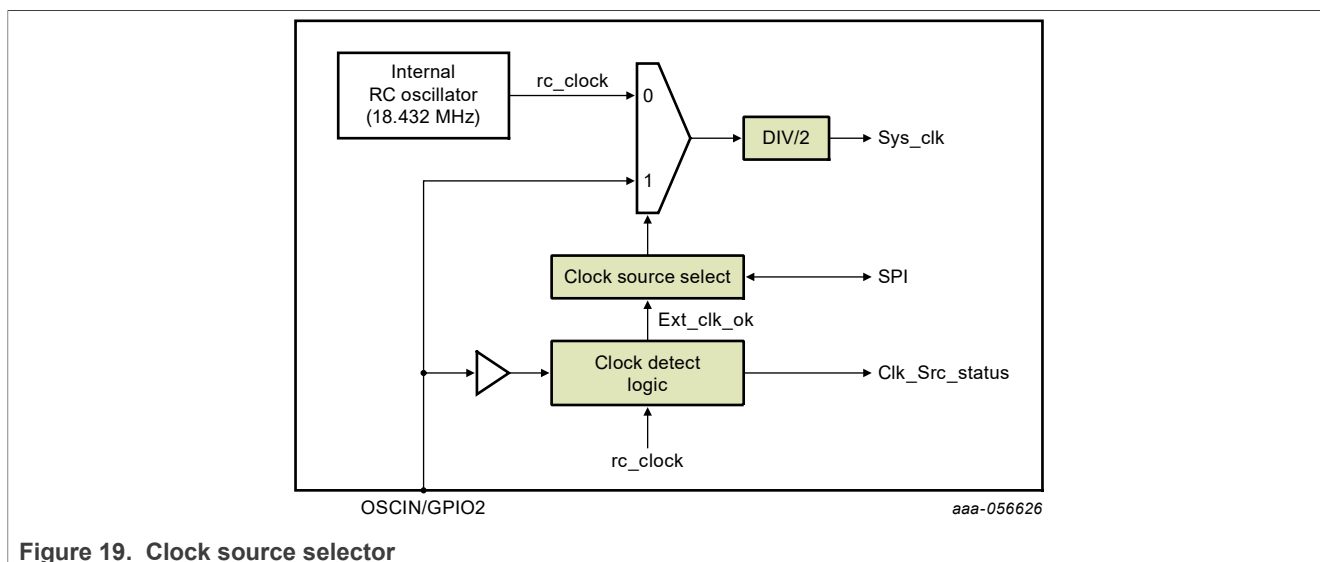 Internal
RC oscillator
(18.432 MHz)
rc_clock
0
1
DIV/2
Sys_clk
Clock source select
SPI
Ext_clk_ok
Clock detect
logic
Clk_Src_status
rc_clock
OSCIN/GPIO2
aaa-056626
Figure 19. Clock source selector